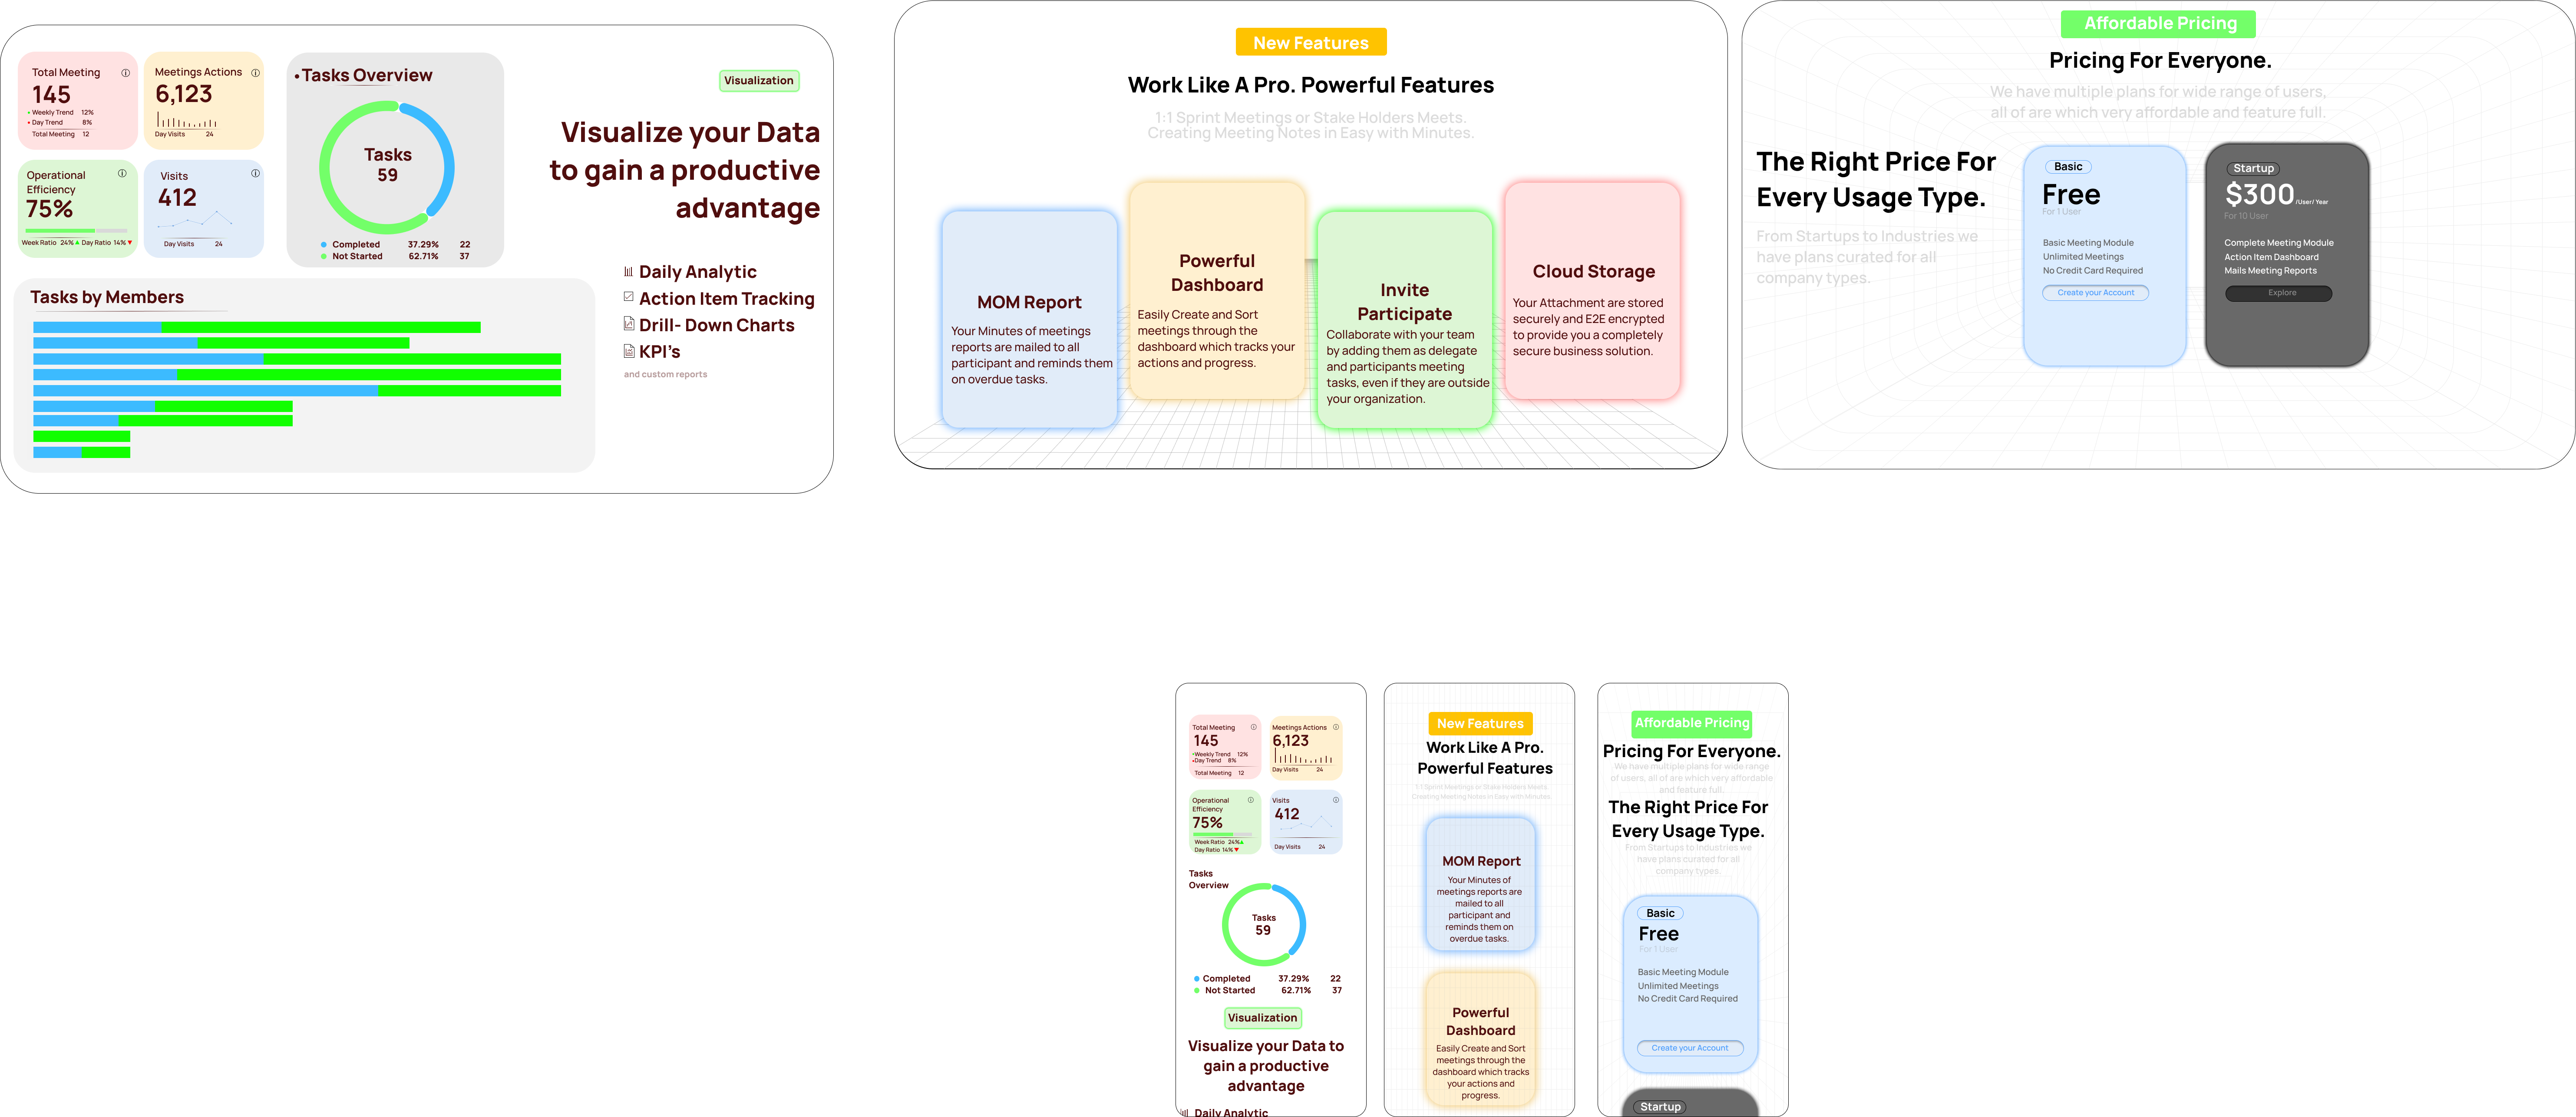 Total Meeting
145
Weekly Trend 12%
Day Trend 8%
Total Meeting 12
Meetings Actions
6,123
Day Visits 24
Operational
Efficiency
75%
Week Ratio 24% Day Ratio 14%
Visits
412
Day Visits 24
•Tasks Overview
Tasks
59
Completed 37.29% 22
Not Started 62.71% 37
Tasks by Members
Visualization
Visualize your Data
to gain a productive
advantage
Daily Analytic
Action Item Tracking
Drill- Down Charts
KPI's
and custom reports
New Features
Work Like A Pro. Powerful Features
1:1 Sprint Meetings or Stake Holders Meets.
Creating Meeting Notes in Easy with Minutes.
MOM Report
Your Minutes of meetings
reports are mailed to all
participant and reminds them
on overdue tasks.
Powerful
Dashboard
Easily Create and Sort
meetings through the
dashboard which tracks your
actions and progress.
Invite
Participate
Collaborate with your team
by adding them as delegate
and participants meeting
tasks, even if they are outside
your organization.
Cloud Storage
Your Attachment are stored
securely and E2E encrypted
to provide you a completely
secure business solution.
Affordable Pricing
Pricing For Everyone.
We have multiple plans for wide range of users,
all of are which very affordable and feature full.
The Right Price For
Every Usage Type.
From Startups to Industries we
have plans curated for all
company types.
Basic
Free
For 1 User
Basic Meeting Module
Unlimited Meetings
No Credit Card Required
Create your Account
Startup
$300 /User/ Year
For 10 User
Complete Meeting Module
Action Item Dashboard
Mails Meeting Reports
Explore
Total Meeting
145
Weekly Trend 12%
Day Trend 8%
Total Meeting 12
Meetings Actions
6,123
Day Visits 24
Operational
Efficiency
75%
Week Ratio 24%
Day Ratio 14%
Visits
412
Day Visits 24
Tasks
Overview
Tasks
59
Completed 37.29% 22
Not Started 62.71% 37
Visualization
Visualize your Data to
gain a productive
advantage
Daily Analytic
New Features
Work Like A Pro.
Powerful Features
1:1 Sprint Meetings or Stake Holders Meets.
Creating Meeting Notes in Easy with Minutes.
MOM Report
Your Minutes of
meetings reports are
mailed to all
participant and
reminds them on
overdue tasks.
Powerful
Dashboard
Easily Create and Sort
meetings through the
dashboard which tracks
your actions and
progress.
Affordable Pricing
Pricing For Everyone.
We have multiple plans for wide range
of users, all of are which very affordable
and feature full.
The Right Price For
Every Usage Type.
From Startups to Industries we
have plans curated for all
company types.
Basic
Free
For 1 User
Basic Meeting Module
Unlimited Meetings
No Credit Card Required
Create your Account
Startup